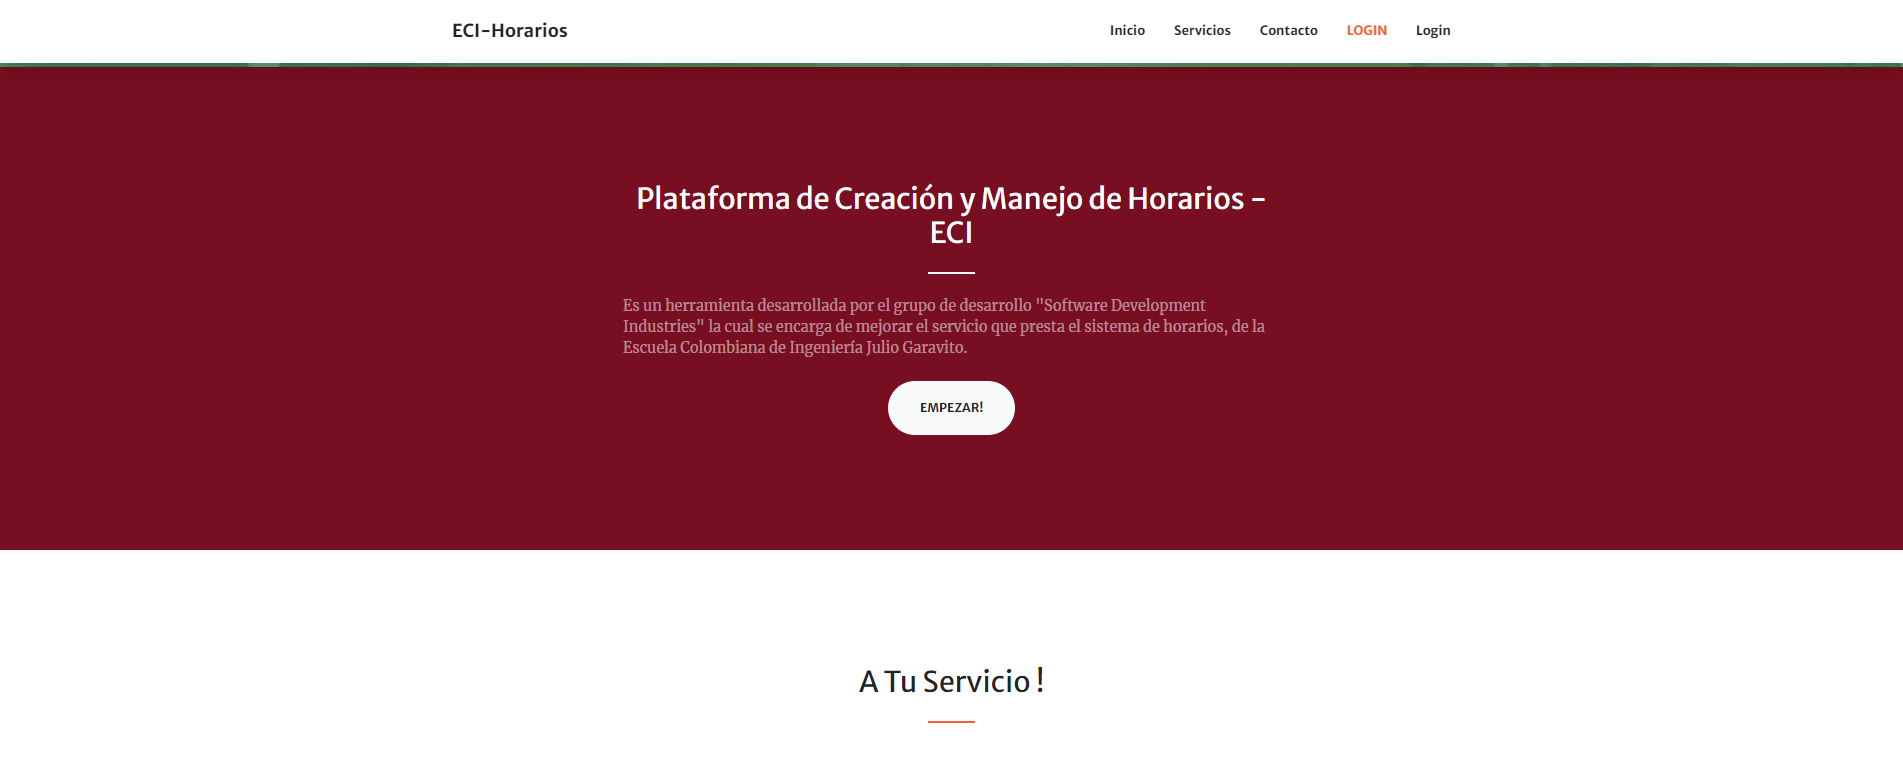 ECI-Horarios
Inicio Servicios Contacto LOGIN Login
Plataforma de Creación y Manejo de Horarios -
ECI
Es un herramienta desarrollada por el grupo de desarrollo "Software Development
Industries" la cual se encarga de mejorar el servicio que presta el sistema de horarios, de la
Escuela Colombiana de Ingeniería Julio Garavito.
EMPEZAR!
A Tu Servicio !